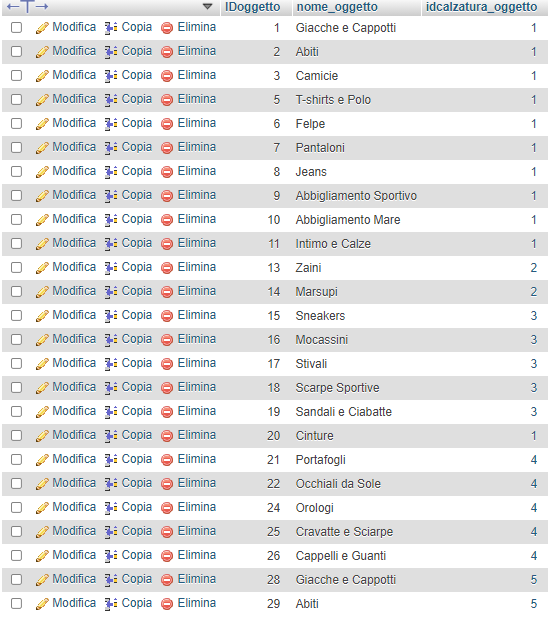 IDoggetto nome_oggetto idcalzatura_oggetto
Modifica Copia Elimina 1 Giacche e Cappotti 1
Modifica Copia Elimina 2 Abiti 1
Modifica Copia Elimina 3 Camicie 1
Modifica Copia Elimina 5 T-shirts e Polo 1
Modifica Copia Elimina 6 Felpe 1
Modifica Copia Elimina 7 Pantaloni 1
Modifica Copia Elimina 8 Jeans 1
Modifica Copia Elimina 9 Abbigliamento Sportivo 1
Modifica Copia Elimina 10 Abbigliamento Mare 1
Modifica Copia Elimina 11 Intimo e Calze 1
Modifica Copia Elimina 13 Zaini 2
Modifica Copia Elimina 14 Marsupi 2
Modifica Copia Elimina 15 Sneakers 3
Modifica Copia Elimina 16 Mocassini 3
Modifica Copia Elimina 17 Stivali 3
Modifica Copia Elimina 18 Scarpe Sportive 3
Modifica Copia Elimina 19 Sandali e Ciabatte 3
Modifica Copia Elimina 20 Cinture 1
Modifica Copia Elimina 21 Portafogli 4
Modifica Copia Elimina 22 Occhiali da Sole 4
Modifica Copia Elimina 24 Orologi 4
Modifica Copia Elimina 25 Cravatte e Sciarpe 4
Modifica Copia Elimina 26 Cappelli e Guanti 4
Modifica Copia Elimina 28 Giacche e Cappotti 5
Modifica Copia Elimina 29 Abiti 5